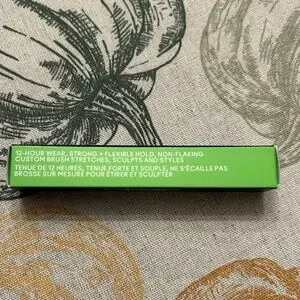 12-HOUR WEAR, STRONG + FLEXIBLE HOLD, NON-FLAKING
CUSTOM BRUSH STRETCHES, SCULPTS AND STYLES
TENUE DE 12 HEURES, TENUE FORTE ET SOUPLE, NE S'ÉCAILLE PAS
BROSSE SUR MESURE POUR ÉTIRER ET SCULPTER